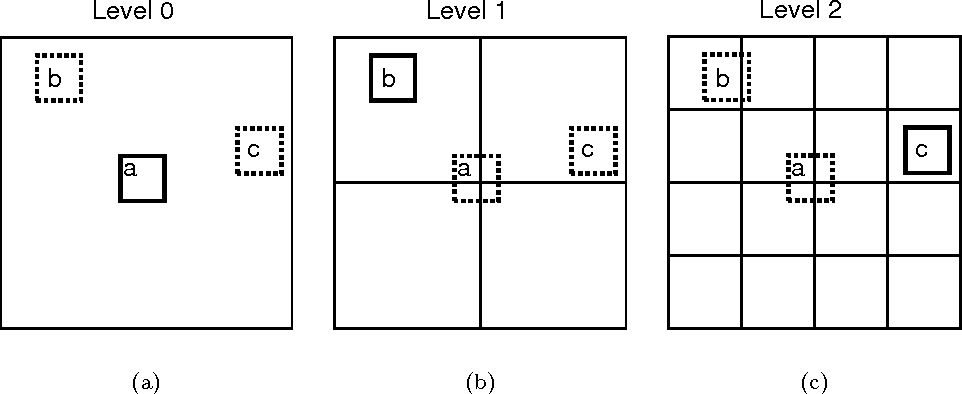 Level 0 Level 1 Level 2
b b b
c c c
a a a
(a) (b) (c)